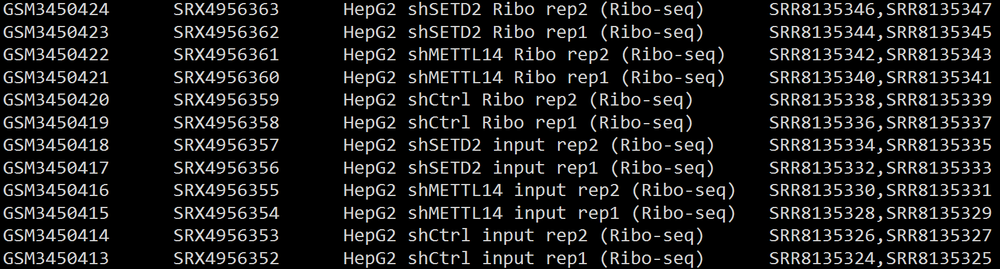 GSM3450424 SRX4956363 HepG2 shSETD2 Ribo rep2 (Ribo-seq) SRR8135346,SRR8135347
GSM3450423 SRX4956362 HepG2 shSETD2 Ribo rep1 (Ribo-seq) SRR8135344,SRR8135345
GSM3450422 SRX4956361 HepG2 shMETTL14 Ribo rep2 (Ribo-seq) SRR8135342,SRR8135343
GSM3450421 SRX4956360 HepG2 shMETTL14 Ribo rep1 (Ribo-seq) SRR8135340,SRR8135341
GSM3450420 SRX4956359 HepG2 shCtrl Ribo rep2 (Ribo-seq) SRR8135338,SRR8135339
GSM3450419 SRX4956358 HepG2 shCtrl Ribo rep1 (Ribo-seq) SRR8135336,SRR8135337
GSM3450418 SRX4956357 HepG2 shSETD2 input rep2 (Ribo-seq) SRR8135334,SRR8135335
GSM3450417 SRX4956356 HepG2 shSETD2 input rep1 (Ribo-seq) SRR8135332,SRR8135333
GSM3450416 SRX4956355 HepG2 shMETTL14 input rep2 (Ribo-seq) SRR8135330,SRR8135331
GSM3450415 SRX4956354 HepG2 shMETTL14 input rep1 (Ribo-seq) SRR8135328,SRR8135329
GSM3450414 SRX4956353 HepG2 shCtrl input rep2 (Ribo-seq) SRR8135326,SRR8135327
GSM3450413 SRX4956352 HepG2 shCtrl input rep1 (Ribo-seq) SRR8135324,SRR8135325